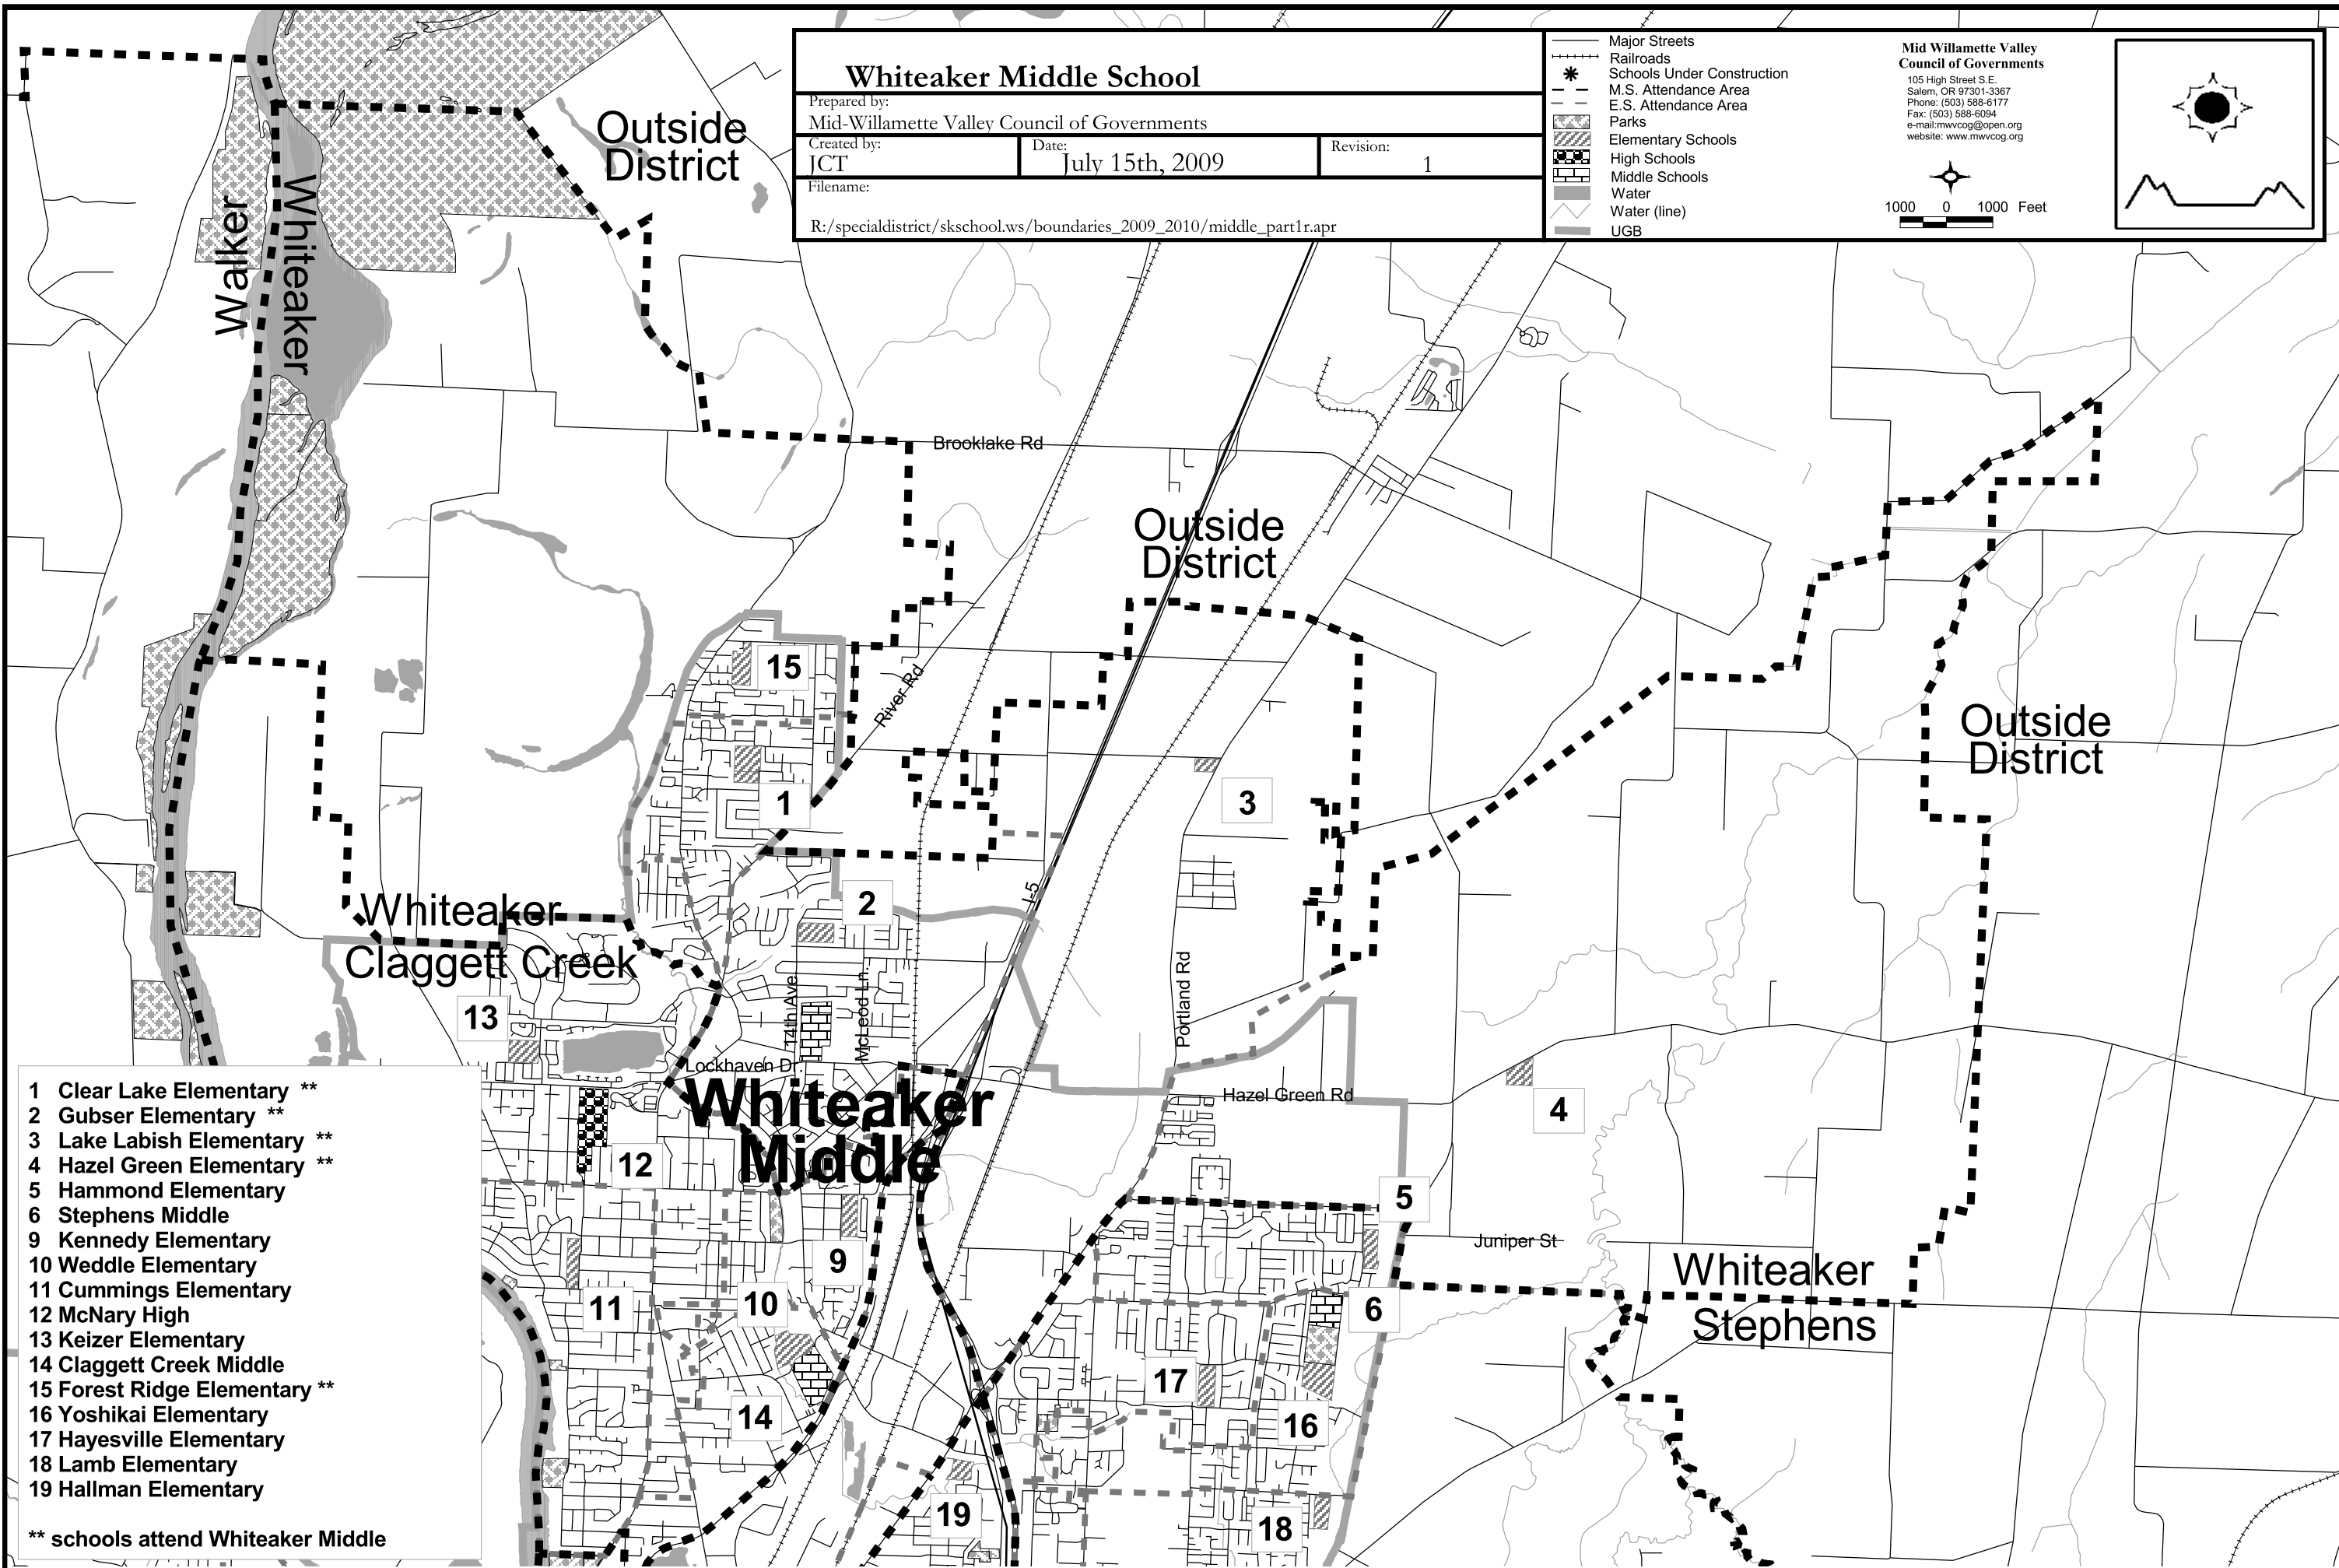 Whiteaker Middle School
Prepared by:
Mid-Willamette Valley Council of Governments
Created by:
JCT
Date:
July 15th, 2009
Revision:
1
Filename:
R:/specialdistrict/skschool.ws/boundaries_2009_2010/middle_part1r.apr
Major Streets
Railroads
Schools Under Construction
M.S. Attendance Area
E.S. Attendance Area
Parks
Elementary Schools
High Schools
Middle Schools
Water
Water (line)
UGB
Mid Willamette Valley
Council of Governments
105 High Street S.E.
Salem, OR 97301-3367
Phone: (503) 588-6177
Fax: (503) 588-6094
e-mail:mwvcog@open.org
website: www.mwvcog.org
1000 0 1000 Feet
Outside
District
Walker
Whiteaker
Brooklake Rd
Outside
District
15
River Rd
Outside
District
1
3
I-5
2
Whiteaker
Claggett Creek
13
14th Ave.
McLeod Ln.
Portland Rd
Lockhaven Dr.
Hazel Green Rd
4
Whiteaker
Middle
12
5
Juniper St
9
Whiteaker
Stephens
11
10
6
17
14
16
19
18
1 Clear Lake Elementary **
2 Gubser Elementary **
3 Lake Labish Elementary **
4 Hazel Green Elementary **
5 Hammond Elementary
6 Stephens Middle
9 Kennedy Elementary
10 Weddle Elementary
11 Cummings Elementary
12 McNary High
13 Keizer Elementary
14 Claggett Creek Middle
15 Forest Ridge Elementary **
16 Yoshikai Elementary
17 Hayesville Elementary
18 Lamb Elementary
19 Hallman Elementary
** schools attend Whiteaker Middle